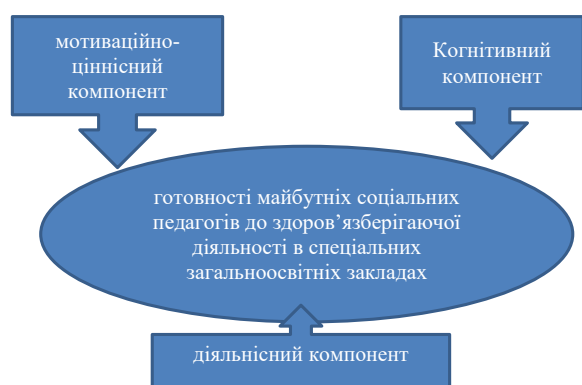 мотиваційно-
ціннісний
компонент
Когнітивний
компонент
готовності майбутніх соціальних
педагогів до здоров’язберігаючої
діяльності в спеціальних
загальноосвітніх закладах
діяльнісний компонент